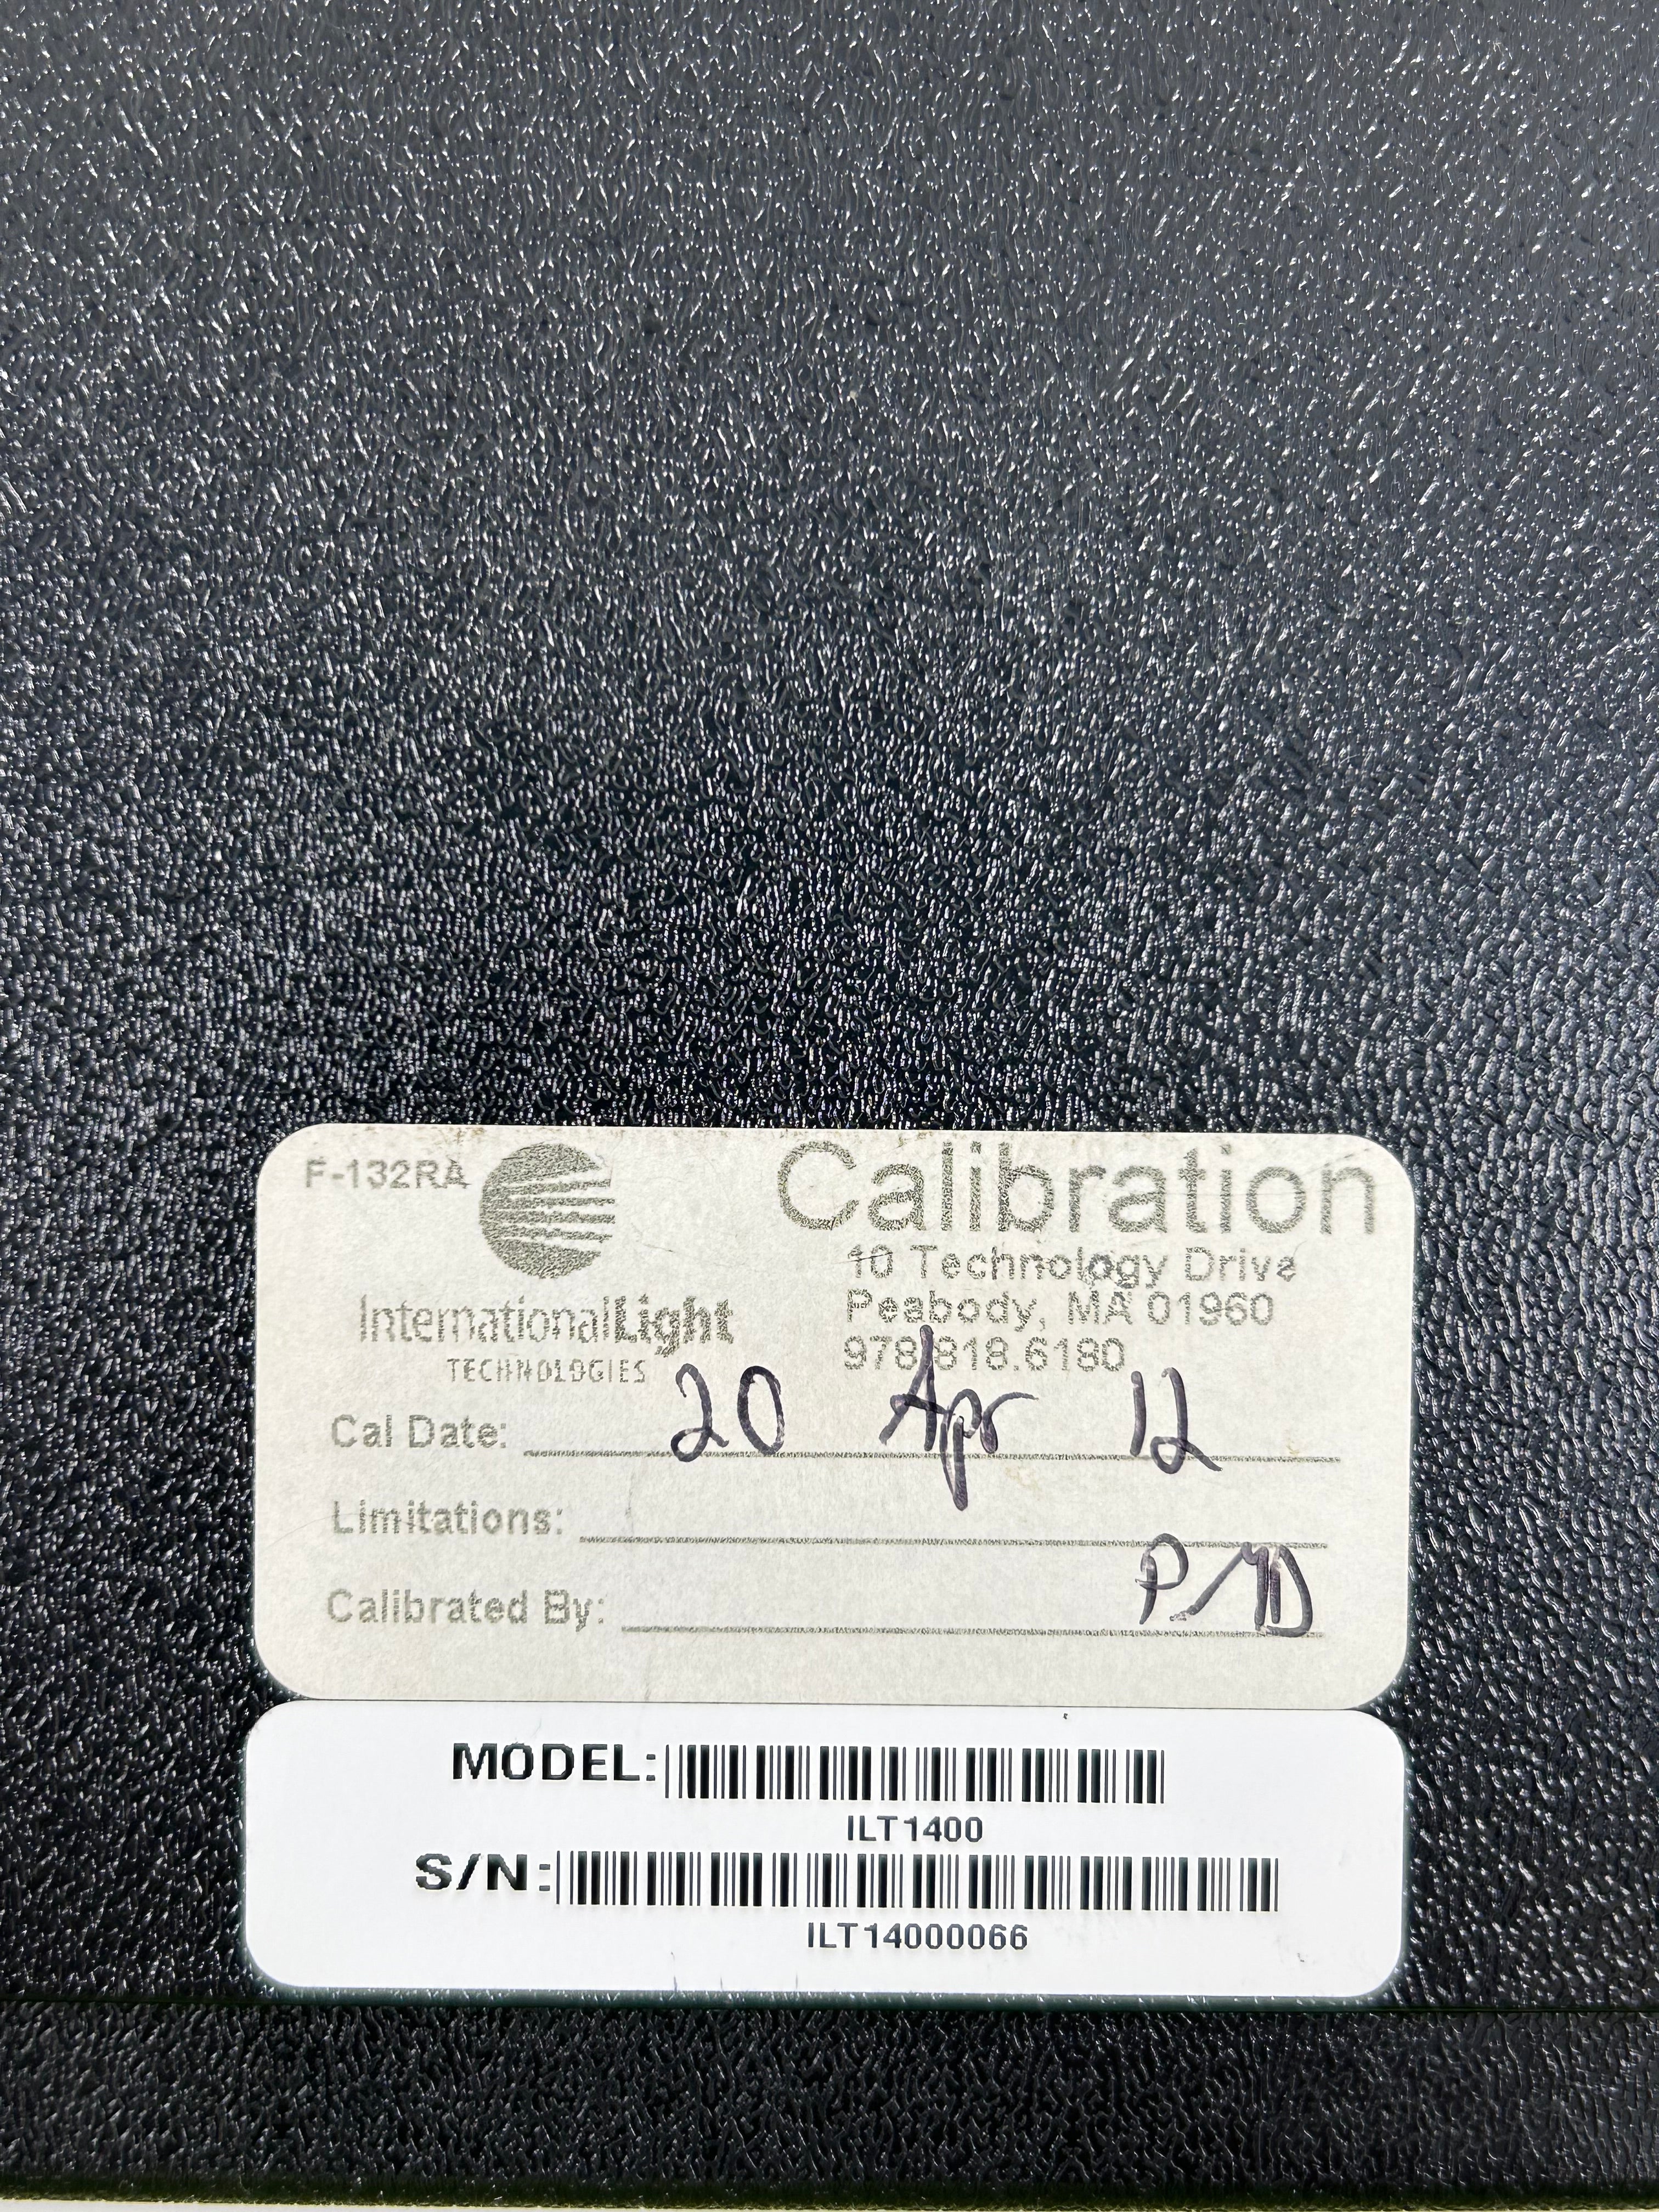 F-132RA
Calibration
10 Technology Drive
Peabody, MA 01960
978.818.6180
InternationalLight
TECHNOLOGIES
Cal Date: 20 Apr 12
Limitations:
Calibrated By:
MODEL:
ILT1400
S/N:
ILT14000066